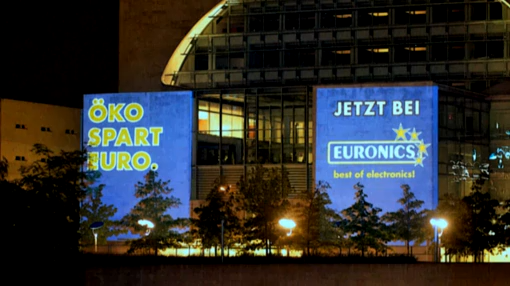 ÖKO
SPART
EURO.
JETZT BEI
EURONICS
best of electronics!